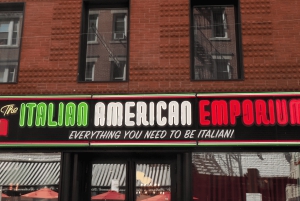 The ITALIAN AMERICAN EMPORIUM
EVERYTHING YOU NEED TO BE ITALIAN!